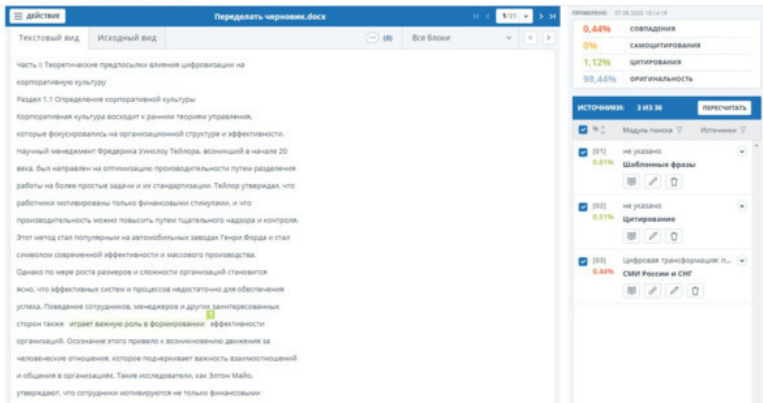 ДЕЙСТВИЕ
Переделать черновик.docx
1/31
Текстовый вид
Исходный вид
(0)
Все блоки
Часть I: Теоретические предпосылки влияния цифровизации на
корпоративную культуру
Раздел 1.1 Определение корпоративной культуры
Корпоративная культура восходит к ранним теориям управления,
которые фокусировались на организационной структуре и эффективности.
Научный менеджмент Фредерика Уинслоу Тейлора, возникший в начале 20
века, был направлен на оптимизацию производительности путем разделения
работы на более простые задачи и их стандартизации. Тейлор утверждал, что
работники мотивированы только финансовыми стимулами, и что
производительность можно повысить путем тщательного надзора и контроля.
Этот метод стал популярным на автомобильных заводах Генри Форда и стал
символом современной эффективности и массового производства.
Однако по мере роста размеров и сложности организаций становится
ясно, что эффективных систем и процессов недостаточно для обеспечения
успеха. Поведение сотрудников, менеджеров и других заинтересованных
сторон также играет важную роль в формировании эффективности
организаций. Осознание этого привело к возникновению движения за
человеческие отношения, которое подчеркивает важность взаимоотношений
и общения в организациях. Такие исследователи, как Элтон Майо,
утверждают, что сотрудники мотивируются не только финансовыми
ПРОВЕРЕНО: 07.06.2023 10:14:19
0,44% СОВПАДЕНИЯ
0% САМОЦИТИРОВАНИЯ
1,12% ЦИТИРОВАНИЯ
98,44% ОРИГИНАЛЬНОСТЬ
ИСТОЧНИКИ: 3 ИЗ 36
ПЕРЕСЧИТАТЬ
%
Модуль поиска
Источники
[01] не указано
0,61% Шаблонные фразы
[02] не указано
0,51% Цитирование
[03] Цифровая трансформация: п...
0,44% СМИ России и СНГ